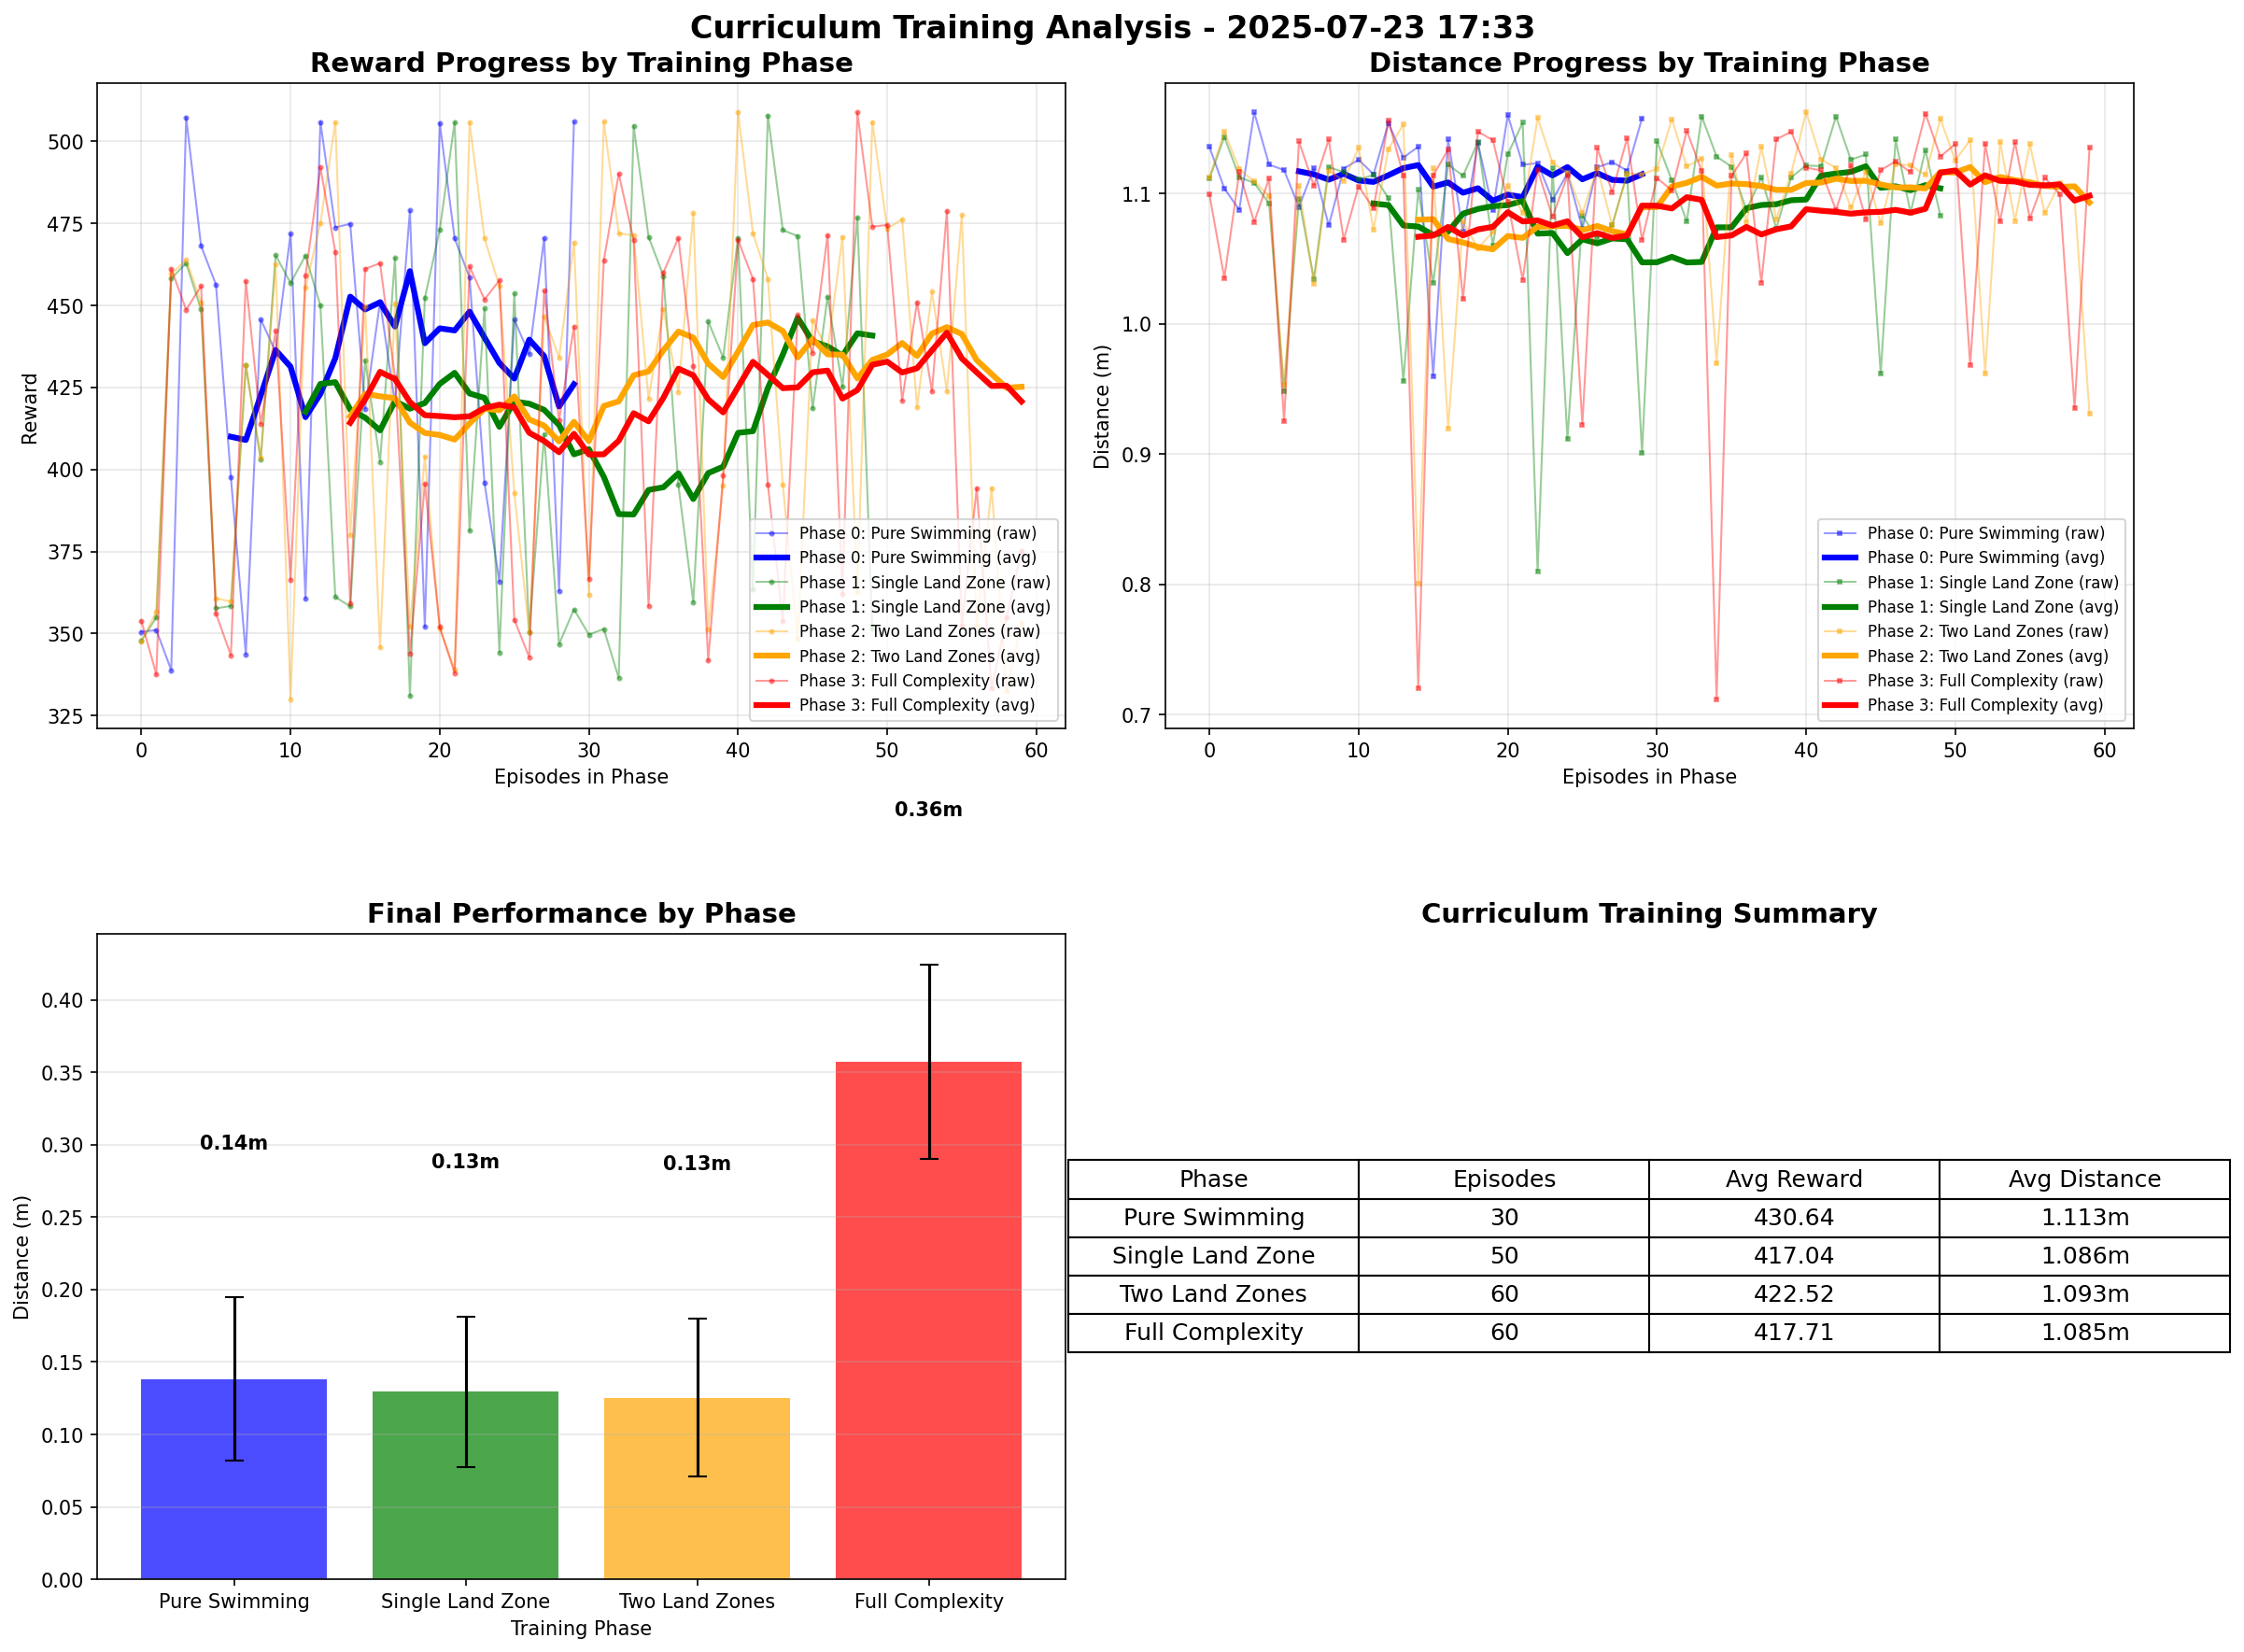 Curriculum Training Analysis - 2025-07-23 17:33
Reward Progress by Training Phase
500
475
450
425
400
375
350
325
Reward
0 10 20 30 40 50 60
Episodes in Phase
Phase 0: Pure Swimming (raw)
Phase 0: Pure Swimming (avg)
Phase 1: Single Land Zone (raw)
Phase 1: Single Land Zone (avg)
Phase 2: Two Land Zones (raw)
Phase 2: Two Land Zones (avg)
Phase 3: Full Complexity (raw)
Phase 3: Full Complexity (avg)
Distance Progress by Training Phase
1.1
1.0
0.9
0.8
0.7
Distance (m)
0 10 20 30 40 50 60
Episodes in Phase
Phase 0: Pure Swimming (raw)
Phase 0: Pure Swimming (avg)
Phase 1: Single Land Zone (raw)
Phase 1: Single Land Zone (avg)
Phase 2: Two Land Zones (raw)
Phase 2: Two Land Zones (avg)
Phase 3: Full Complexity (raw)
Phase 3: Full Complexity (avg)
0.36m
Final Performance by Phase
0.40
0.35
0.30
0.25
0.20
0.15
0.10
0.05
0.00
Distance (m)
0.14m
0.13m
0.13m
Pure Swimming Single Land Zone Two Land Zones Full Complexity
Training Phase
Curriculum Training Summary
Phase Episodes Avg Reward Avg Distance
Pure Swimming 30 430.64 1.113m
Single Land Zone 50 417.04 1.086m
Two Land Zones 60 422.52 1.093m
Full Complexity 60 417.71 1.085m